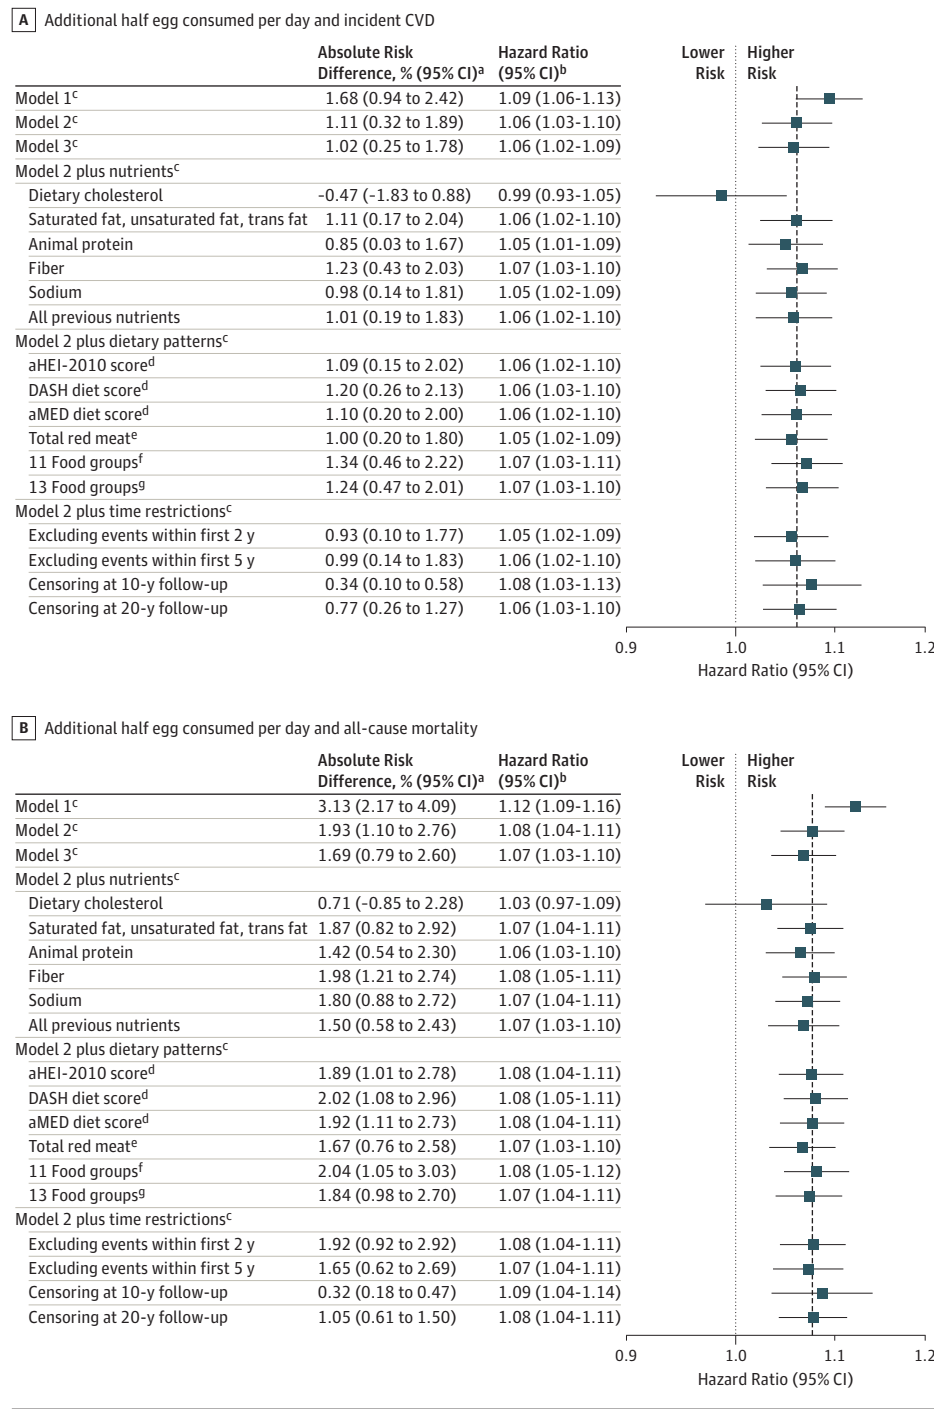 A Additional half egg consumed per day and incident CVD
Absolute Risk Difference, % (95% CI)a Hazard Ratio (95% CI)b Lower Risk Higher Risk
Model 1c 1.68 (0.94 to 2.42) 1.09 (1.06-1.13)
Model 2c 1.11 (0.32 to 1.89) 1.06 (1.03-1.10)
Model 3c 1.02 (0.25 to 1.78) 1.06 (1.02-1.09)
Model 2 plus nutrientsc
Dietary cholesterol -0.47 (-1.83 to 0.88) 0.99 (0.93-1.05)
Saturated fat, unsaturated fat, trans fat 1.11 (0.17 to 2.04) 1.06 (1.02-1.10)
Animal protein 0.85 (0.03 to 1.67) 1.05 (1.01-1.09)
Fiber 1.23 (0.43 to 2.03) 1.07 (1.03-1.10)
Sodium 0.98 (0.14 to 1.81) 1.05 (1.02-1.09)
All previous nutrients 1.01 (0.19 to 1.83) 1.06 (1.02-1.10)
Model 2 plus dietary patternsc
aHEI-2010 scored 1.09 (0.15 to 2.02) 1.06 (1.02-1.10)
DASH diet scored 1.20 (0.26 to 2.13) 1.06 (1.03-1.10)
aMED diet scored 1.10 (0.20 to 2.00) 1.06 (1.02-1.10)
Total red meate 1.00 (0.20 to 1.80) 1.05 (1.02-1.09)
11 Food groupsf 1.34 (0.46 to 2.22) 1.07 (1.03-1.11)
13 Food groupsg 1.24 (0.47 to 2.01) 1.07 (1.03-1.10)
Model 2 plus time restrictionsc
Excluding events within first 2 y 0.93 (0.10 to 1.77) 1.05 (1.02-1.09)
Excluding events within first 5 y 0.99 (0.14 to 1.83) 1.06 (1.02-1.10)
Censoring at 10-y follow-up 0.34 (0.10 to 0.58) 1.08 (1.03-1.13)
Censoring at 20-y follow-up 0.77 (0.26 to 1.27) 1.06 (1.03-1.10)
0.9 1.0 1.1 1.2
Hazard Ratio (95% CI)
B Additional half egg consumed per day and all-cause mortality
Absolute Risk Difference, % (95% CI)a Hazard Ratio (95% CI)b Lower Risk Higher Risk
Model 1c 3.13 (2.17 to 4.09) 1.12 (1.09-1.16)
Model 2c 1.93 (1.10 to 2.76) 1.08 (1.04-1.11)
Model 3c 1.69 (0.79 to 2.60) 1.07 (1.03-1.10)
Model 2 plus nutrientsc
Dietary cholesterol 0.71 (-0.85 to 2.28) 1.03 (0.97-1.09)
Saturated fat, unsaturated fat, trans fat 1.87 (0.82 to 2.92) 1.07 (1.04-1.11)
Animal protein 1.42 (0.54 to 2.30) 1.06 (1.03-1.10)
Fiber 1.98 (1.21 to 2.74) 1.08 (1.05-1.11)
Sodium 1.80 (0.88 to 2.72) 1.07 (1.04-1.11)
All previous nutrients 1.50 (0.58 to 2.43) 1.07 (1.03-1.10)
Model 2 plus dietary patternsc
aHEI-2010 scored 1.89 (1.01 to 2.78) 1.08 (1.04-1.11)
DASH diet scored 2.02 (1.08 to 2.96) 1.08 (1.05-1.11)
aMED diet scored 1.92 (1.11 to 2.73) 1.08 (1.04-1.11)
Total red meate 1.67 (0.76 to 2.58) 1.07 (1.03-1.10)
11 Food groupsf 2.04 (1.05 to 3.03) 1.08 (1.05-1.12)
13 Food groupsg 1.84 (0.98 to 2.70) 1.07 (1.04-1.11)
Model 2 plus time restrictionsc
Excluding events within first 2 y 1.92 (0.92 to 2.92) 1.08 (1.04-1.11)
Excluding events within first 5 y 1.65 (0.62 to 2.69) 1.07 (1.04-1.11)
Censoring at 10-y follow-up 0.32 (0.18 to 0.47) 1.09 (1.04-1.14)
Censoring at 20-y follow-up 1.05 (0.61 to 1.50) 1.08 (1.04-1.11)
0.9 1.0 1.1 1.2
Hazard Ratio (95% CI)